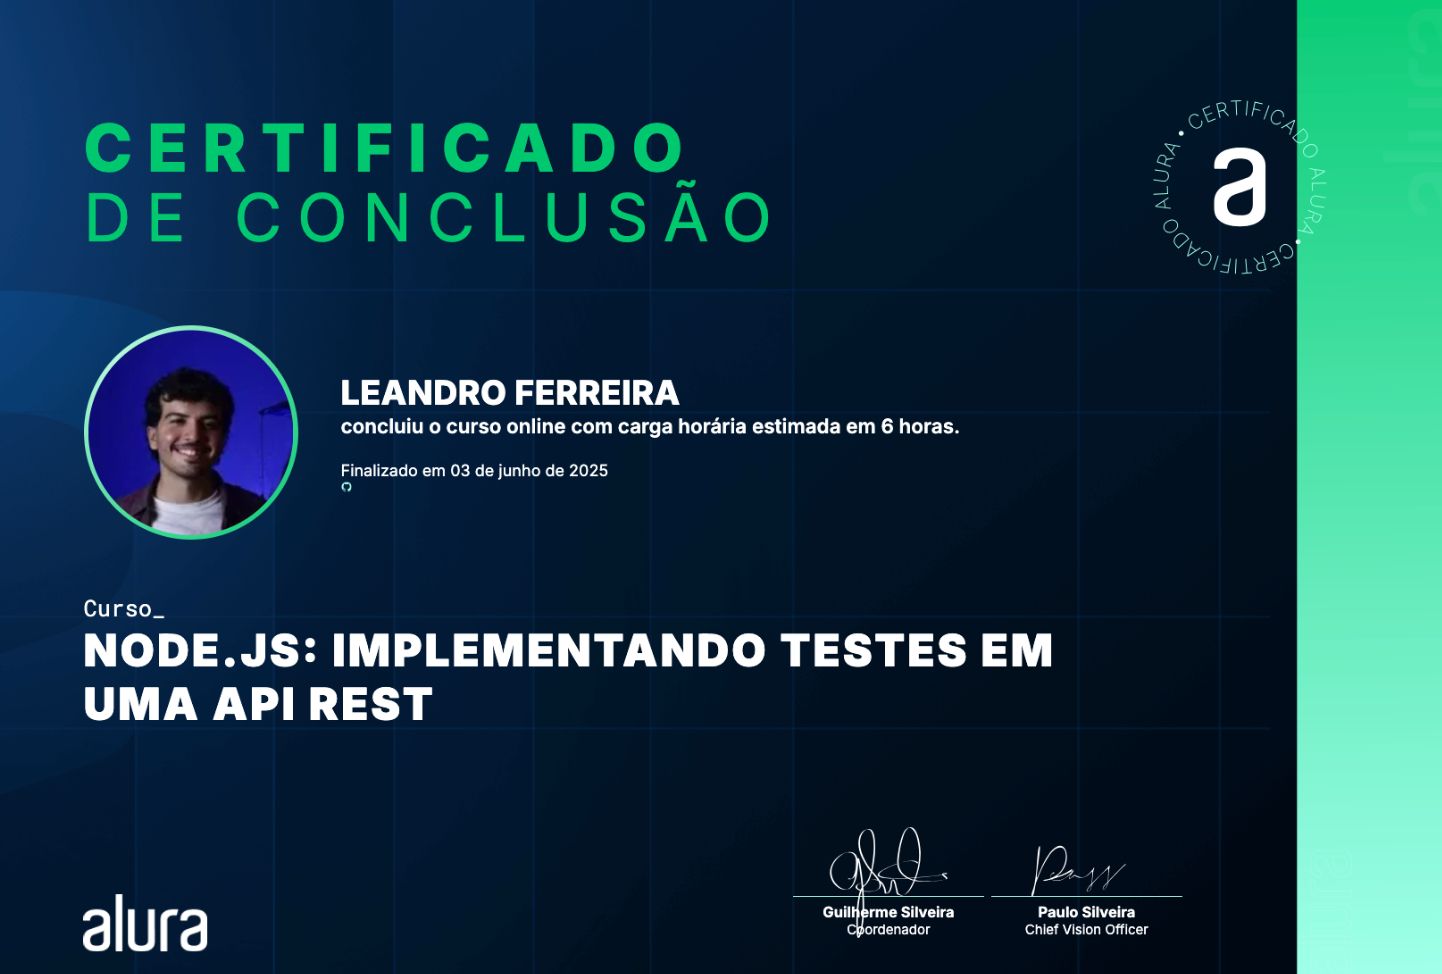 CERTIFICADO
DE CONCLUSÃO
CERTIFICADO ALURA • CERTIFICADO ALURA •
a
alura
LEANDRO FERREIRA
concluiu o curso online com carga horária estimada em 6 horas.
Finalizado em 03 de junho de 2025
Curso_
NODE.JS: IMPLEMENTANDO TESTES EM
UMA API REST
Guilherme Silveira
Coordenador
Paulo Silveira
Chief Vision Officer
alura